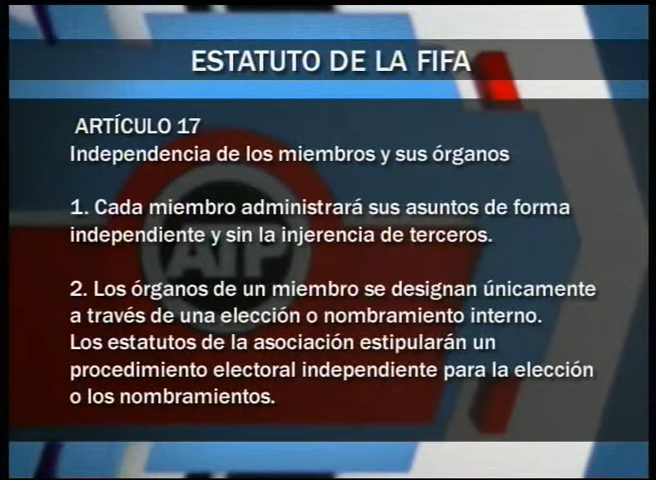 ESTATUTO DE LA FIFA
ARTÍCULO 17
Independencia de los miembros y sus órganos
1. Cada miembro administrará sus asuntos de forma
independiente y sin la injerencia de terceros.
2. Los órganos de un miembro se designan únicamente
a través de una elección o nombramiento interno.
Los estatutos de la asociación estipularán un
procedimiento electoral independiente para la elección
o los nombramientos.
ATP